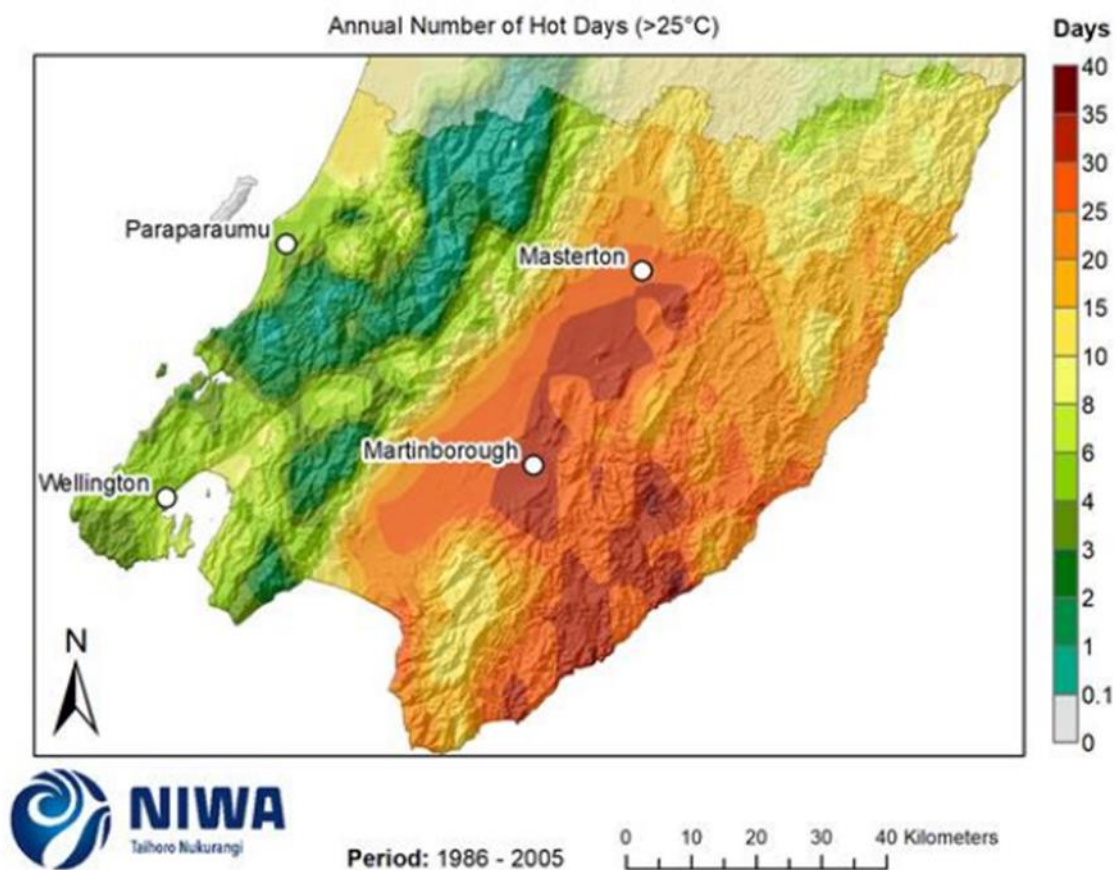 Annual Number of Hot Days (>25°C)
Days
40
35
30
25
20
15
10
8
6
4
3
2
1
0.1
0
Paraparaumu
Masterton
Martinborough
Wellington
N
NIWA
Taihoro Nukurangi
Period: 1986 - 2005
0 10 20 30 40 Kilometers